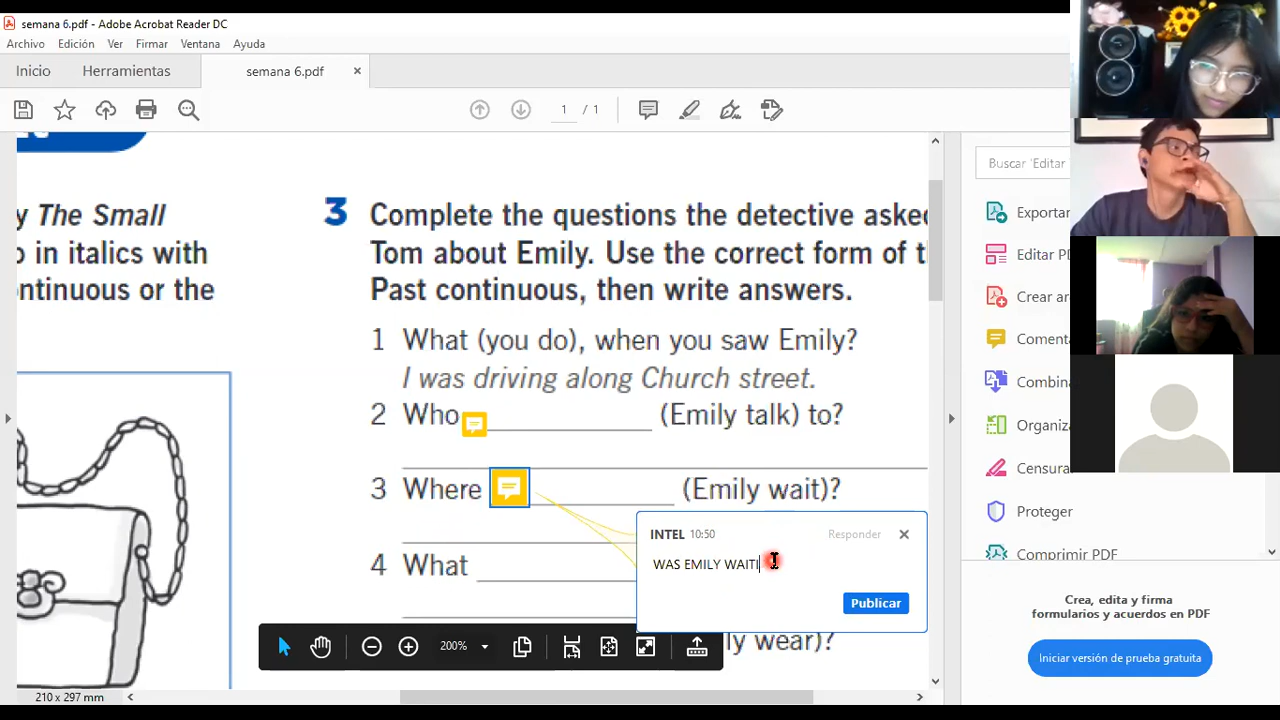 semana 6.pdf - Adobe Acrobat Reader DC
Archivo Edición Ver Firmar Ventana Ayuda
Inicio Herramientas semana 6.pdf ×
1 / 1
y The Small
o in italics with
ntinuous or the
3 Complete the questions the detective asked
Tom about Emily. Use the correct form of t
Past continuous, then write answers.
1 What (you do), when you saw Emily?
I was driving along Church street.
2 Who (Emily talk) to?
3 Where (Emily wait)?
4 What
ly wear)?
INTEL 10:50 Responder
WAS EMILY WAITI
Publicar
200%
210 x 297 mm
Buscar 'Editar
Exportar
Editar PD
Crear ar
Comenta
Combina
Organiza
Censura
Proteger
Comprimir PDF
Crea, edita y firma
formularios y acuerdos en PDF
Iniciar versión de prueba gratuita